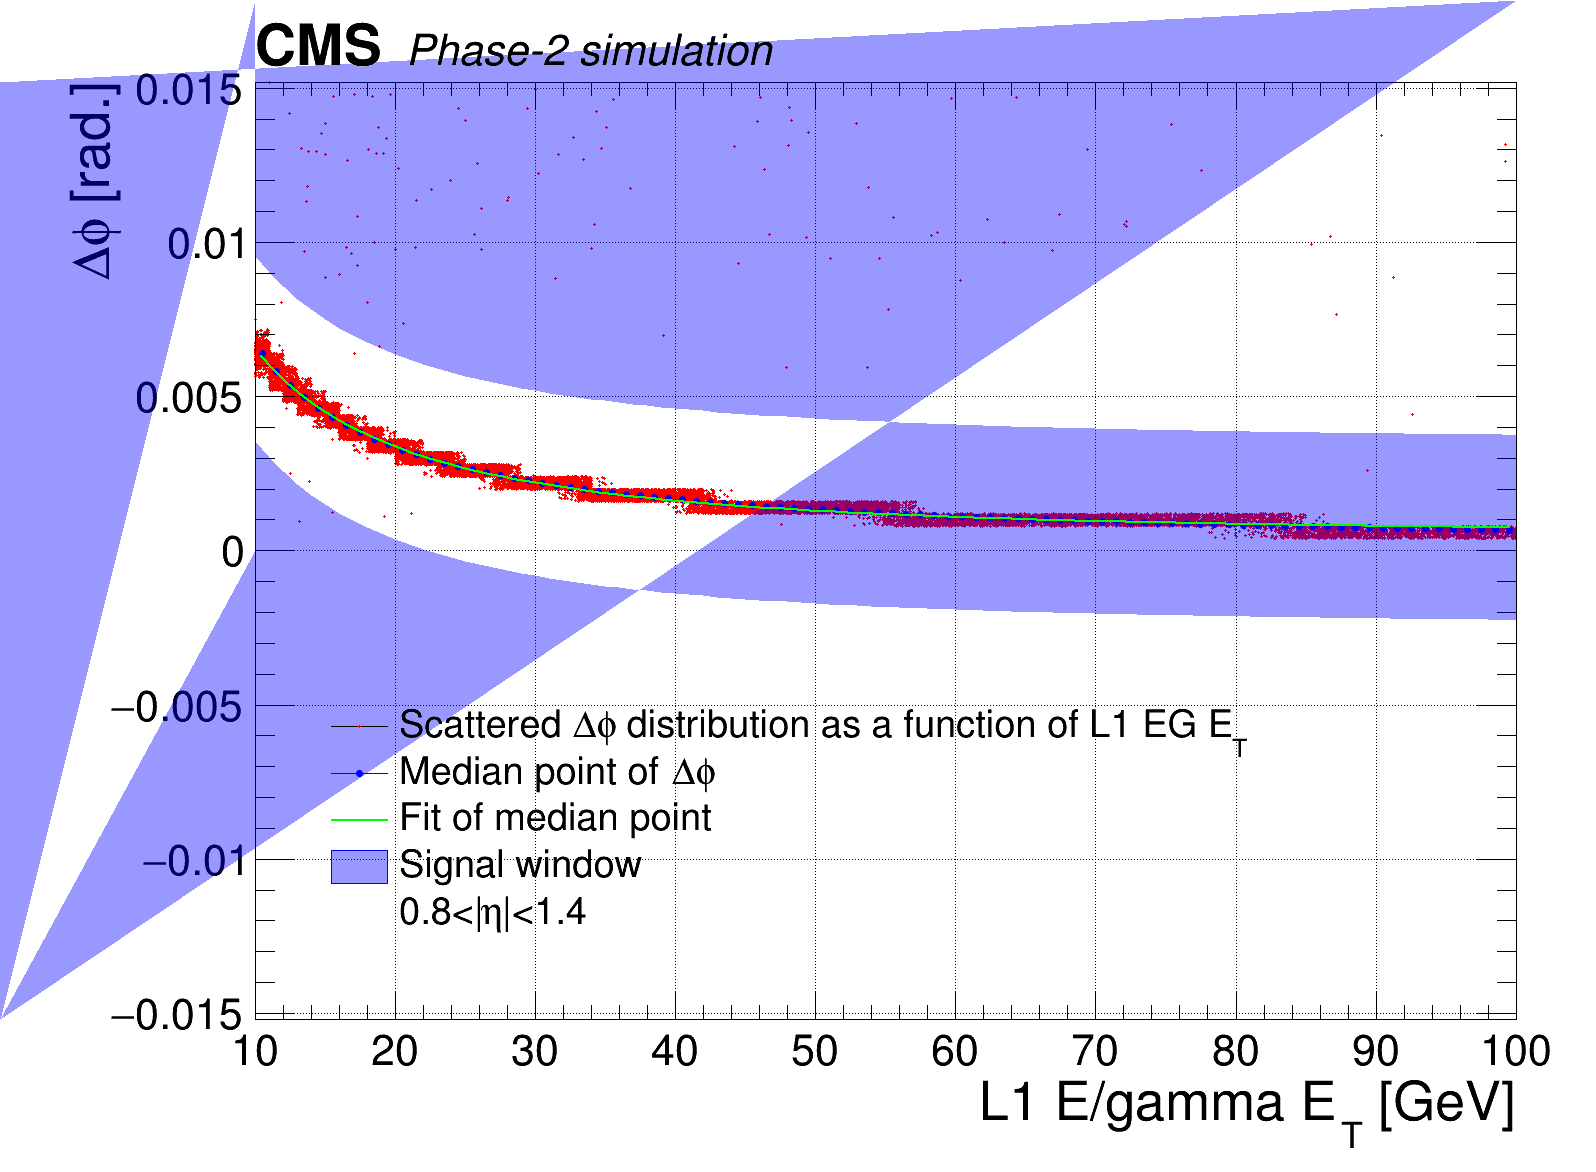 CMS Phase-2 simulation
Δϕ [rad.]
0.015
0.01
0.005
0
−0.005
−0.01
−0.015
Scattered Δϕ distribution as a function of L1 EG E_T
Median point of Δϕ
Fit of median point
Signal window
0.8<|η|<1.4
10 20 30 40 50 60 70 80 90 100
L1 E/gamma E_T [GeV]